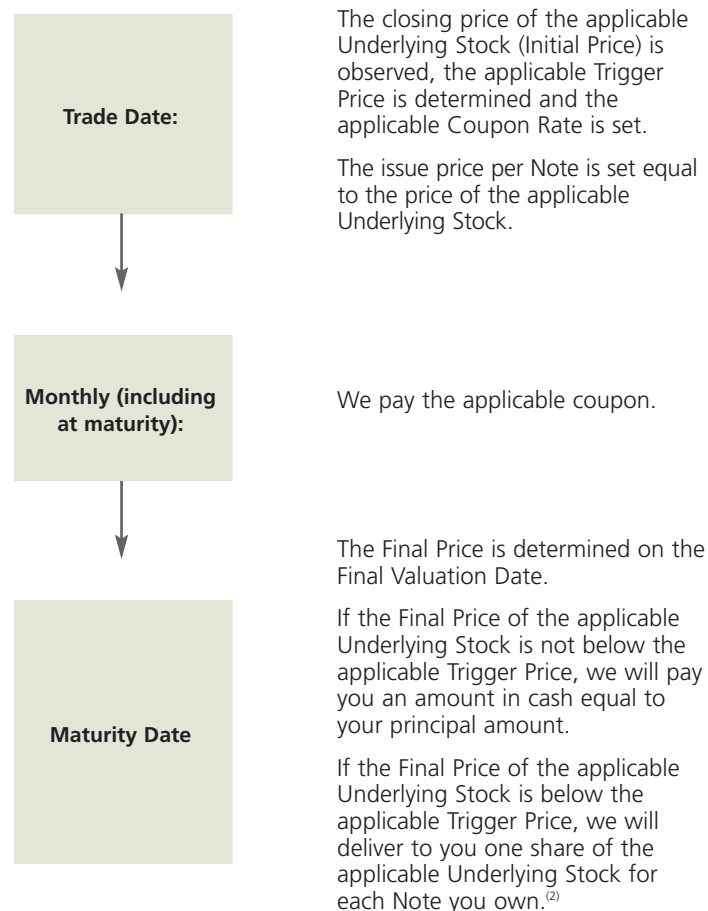 Trade Date:
The closing price of the applicable
Underlying Stock (Initial Price) is
observed, the applicable Trigger
Price is determined and the
applicable Coupon Rate is set.
The issue price per Note is set equal
to the price of the applicable
Underlying Stock.
Monthly (including
at maturity):
We pay the applicable coupon.
Maturity Date
The Final Price is determined on the
Final Valuation Date.
If the Final Price of the applicable
Underlying Stock is not below the
applicable Trigger Price, we will pay
you an amount in cash equal to
your principal amount.
If the Final Price of the applicable
Underlying Stock is below the
applicable Trigger Price, we will
deliver to you one share of the
applicable Underlying Stock for
each Note you own.(2)